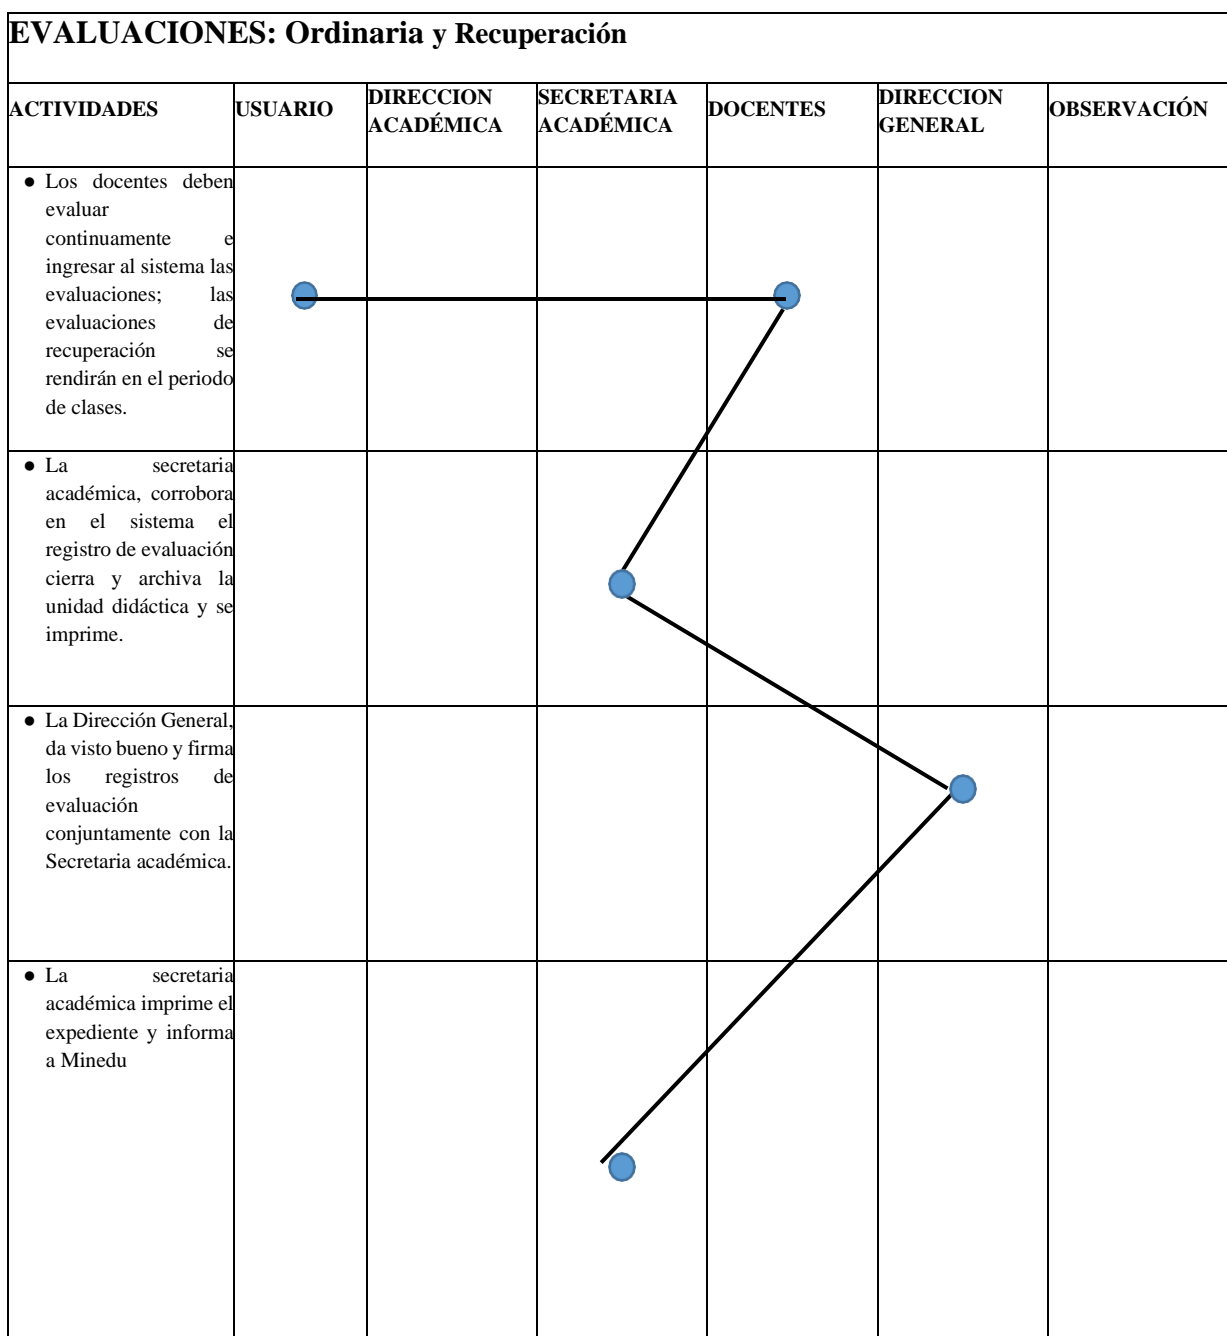 EVALUACIONES: Ordinaria y Recuperación
ACTIVIDADES
USUARIO
DIRECCION
ACADÉMICA
SECRETARIA
ACADÉMICA
DOCENTES
DIRECCION
GENERAL
OBSERVACIÓN
● Los docentes deben
evaluar
continuamente e
ingresar al sistema las
evaluaciones; las
evaluaciones de
recuperación se
rendirán en el periodo
de clases.
● La secretaria
académica, corrobora
en el sistema el
registro de evaluación
cierra y archiva la
unidad didáctica y se
imprime.
● La Dirección General,
da visto bueno y firma
los registros de
evaluación
conjuntamente con la
Secretaria académica.
● La secretaria
académica imprime el
expediente y informa
a Minedu